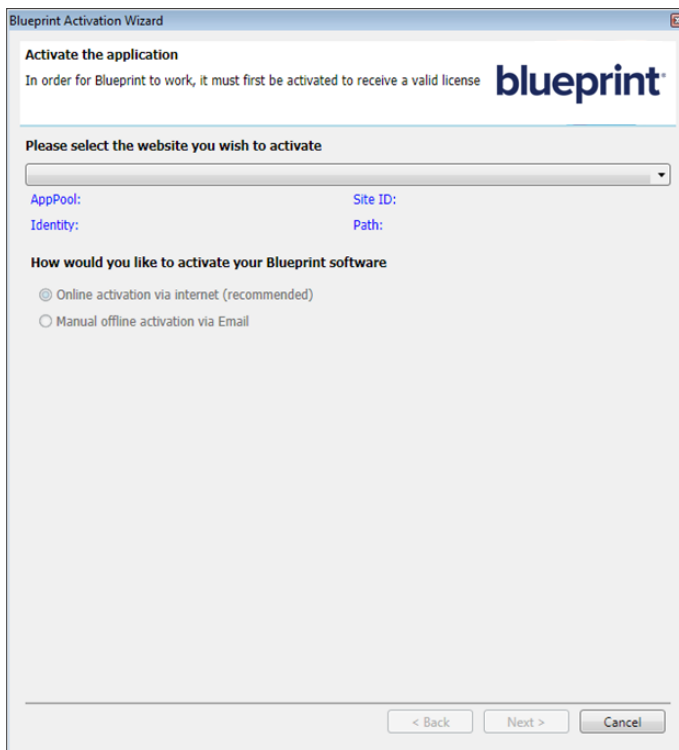 Blueprint Activation Wizard
Activate the application
In order for Blueprint to work, it must first be activated to receive a valid license
blueprint
Please select the website you wish to activate
AppPool: Site ID:
Identity: Path:
How would you like to activate your Blueprint software
Online activation via internet (recommended)
Manual offline activation via Email
< Back Next > Cancel